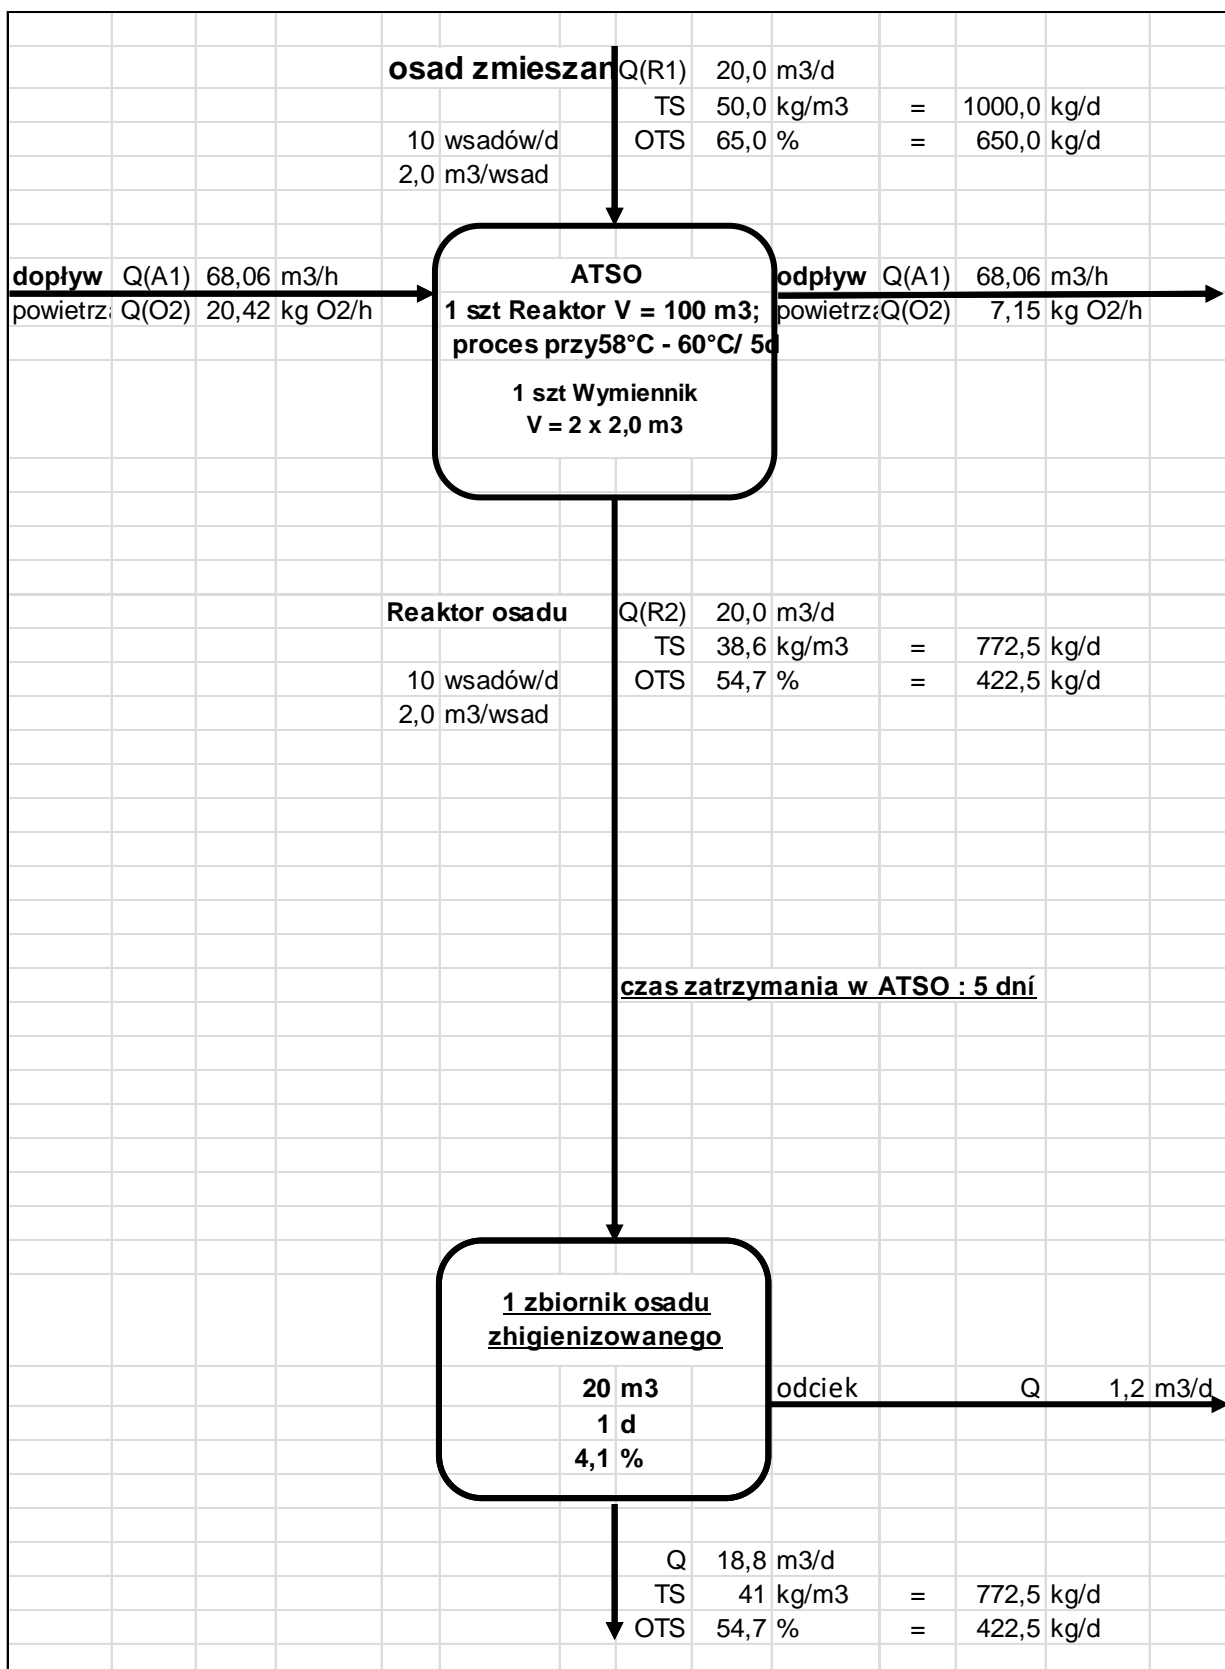 osad zmieszan Q(R1) 20,0 m3/d
TS 50,0 kg/m3 = 1000,0 kg/d
10 wsadów/d OTS 65,0 % = 650,0 kg/d
2,0 m3/wsad
dopływ Q(A1) 68,06 m3/h
powietrza Q(O2) 20,42 kg O2/h
ATSO
1 szt Reaktor V = 100 m3;
proces przy58°C - 60°C/ 5d
1 szt Wymiennik
V = 2 x 2,0 m3
odpływ Q(A1) 68,06 m3/h
powietrza Q(O2) 7,15 kg O2/h
Reaktor osadu Q(R2) 20,0 m3/d
TS 38,6 kg/m3 = 772,5 kg/d
10 wsadów/d OTS 54,7 % = 422,5 kg/d
2,0 m3/wsad
czas zatrzymania w ATSO : 5 dní
1 zbiornik osadu
zhigienizowanego
20 m3
1 d
4,1 %
odciek Q 1,2 m3/d
Q 18,8 m3/d
TS 41 kg/m3 = 772,5 kg/d
OTS 54,7 % = 422,5 kg/d